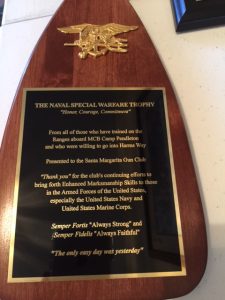 THE NAVAL SPECIAL WARFARE TROPHY
"Honor, Courage, Commitment"
From all of those who have trained on the
Ranges aboard MCB Camp Pendleton
and who were willing to go into Harms Way
Presented to the Santa Margarita Gun Club
"Thank you" for the club's continuing efforts to
bring forth Enhanced Marksmanship Skills to those
in the Armed Forces of the United States,
especially the United States Navy and
United States Marine Corps.
Semper Fortis "Always Strong" and
Semper Fidelis "Always Faithful"
"The only easy day was yesterday"